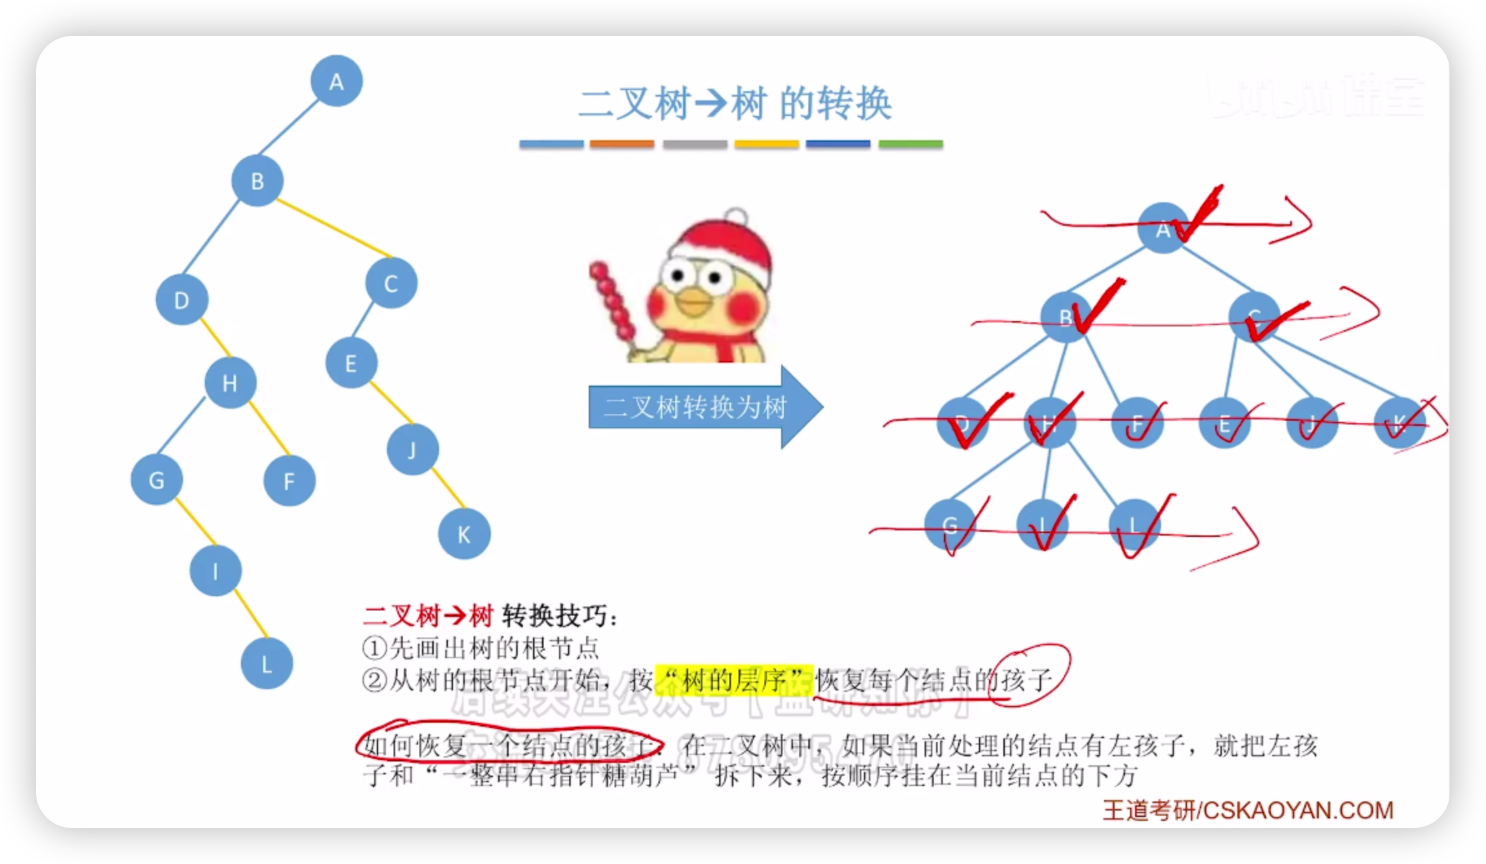 二叉树→树 的转换
A
B
D
C
H
E
G
F
J
I
K
L
二叉树转换为树
A
B
C
D
H
F
E
J
K
G
I
L
二叉树→树 转换技巧：
①先画出树的根节点
②从树的根节点开始，按“树的层序”恢复每个结点的孩子
如何恢复一个结点的孩子：在二叉树中，如果当前处理的结点有左孩子，就把左孩
子和“一整串右指针糖葫芦”拆下来，按顺序挂在当前结点的下方
王道考研/CSKAOYAN.COM